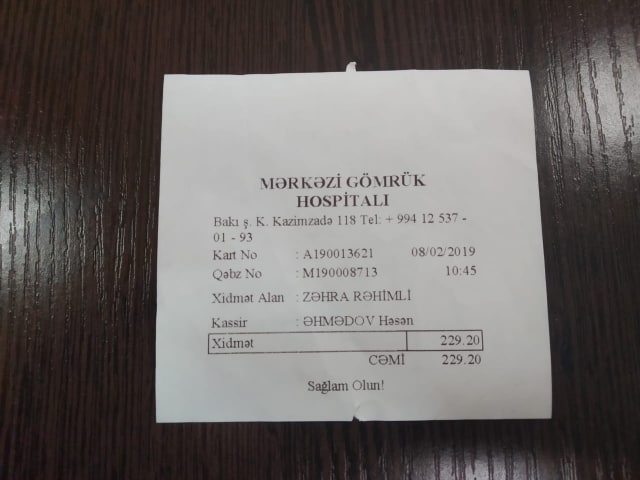 MƏRKƏZİ GÖMRÜK
HOSPİTALI
Bakı ş. K. Kazimzadə 118 Tel: + 994 12 537 -
01 - 93
Kart No : A190013621 08/02/2019
Qəbz No : M190008713 10:45
Xidmət Alan : ZƏHRA RƏHİMLİ
Kassir : ƏHMƏDOV Həsən
Xidmət 229.20
CƏMİ 229.20
Sağlam Olun!